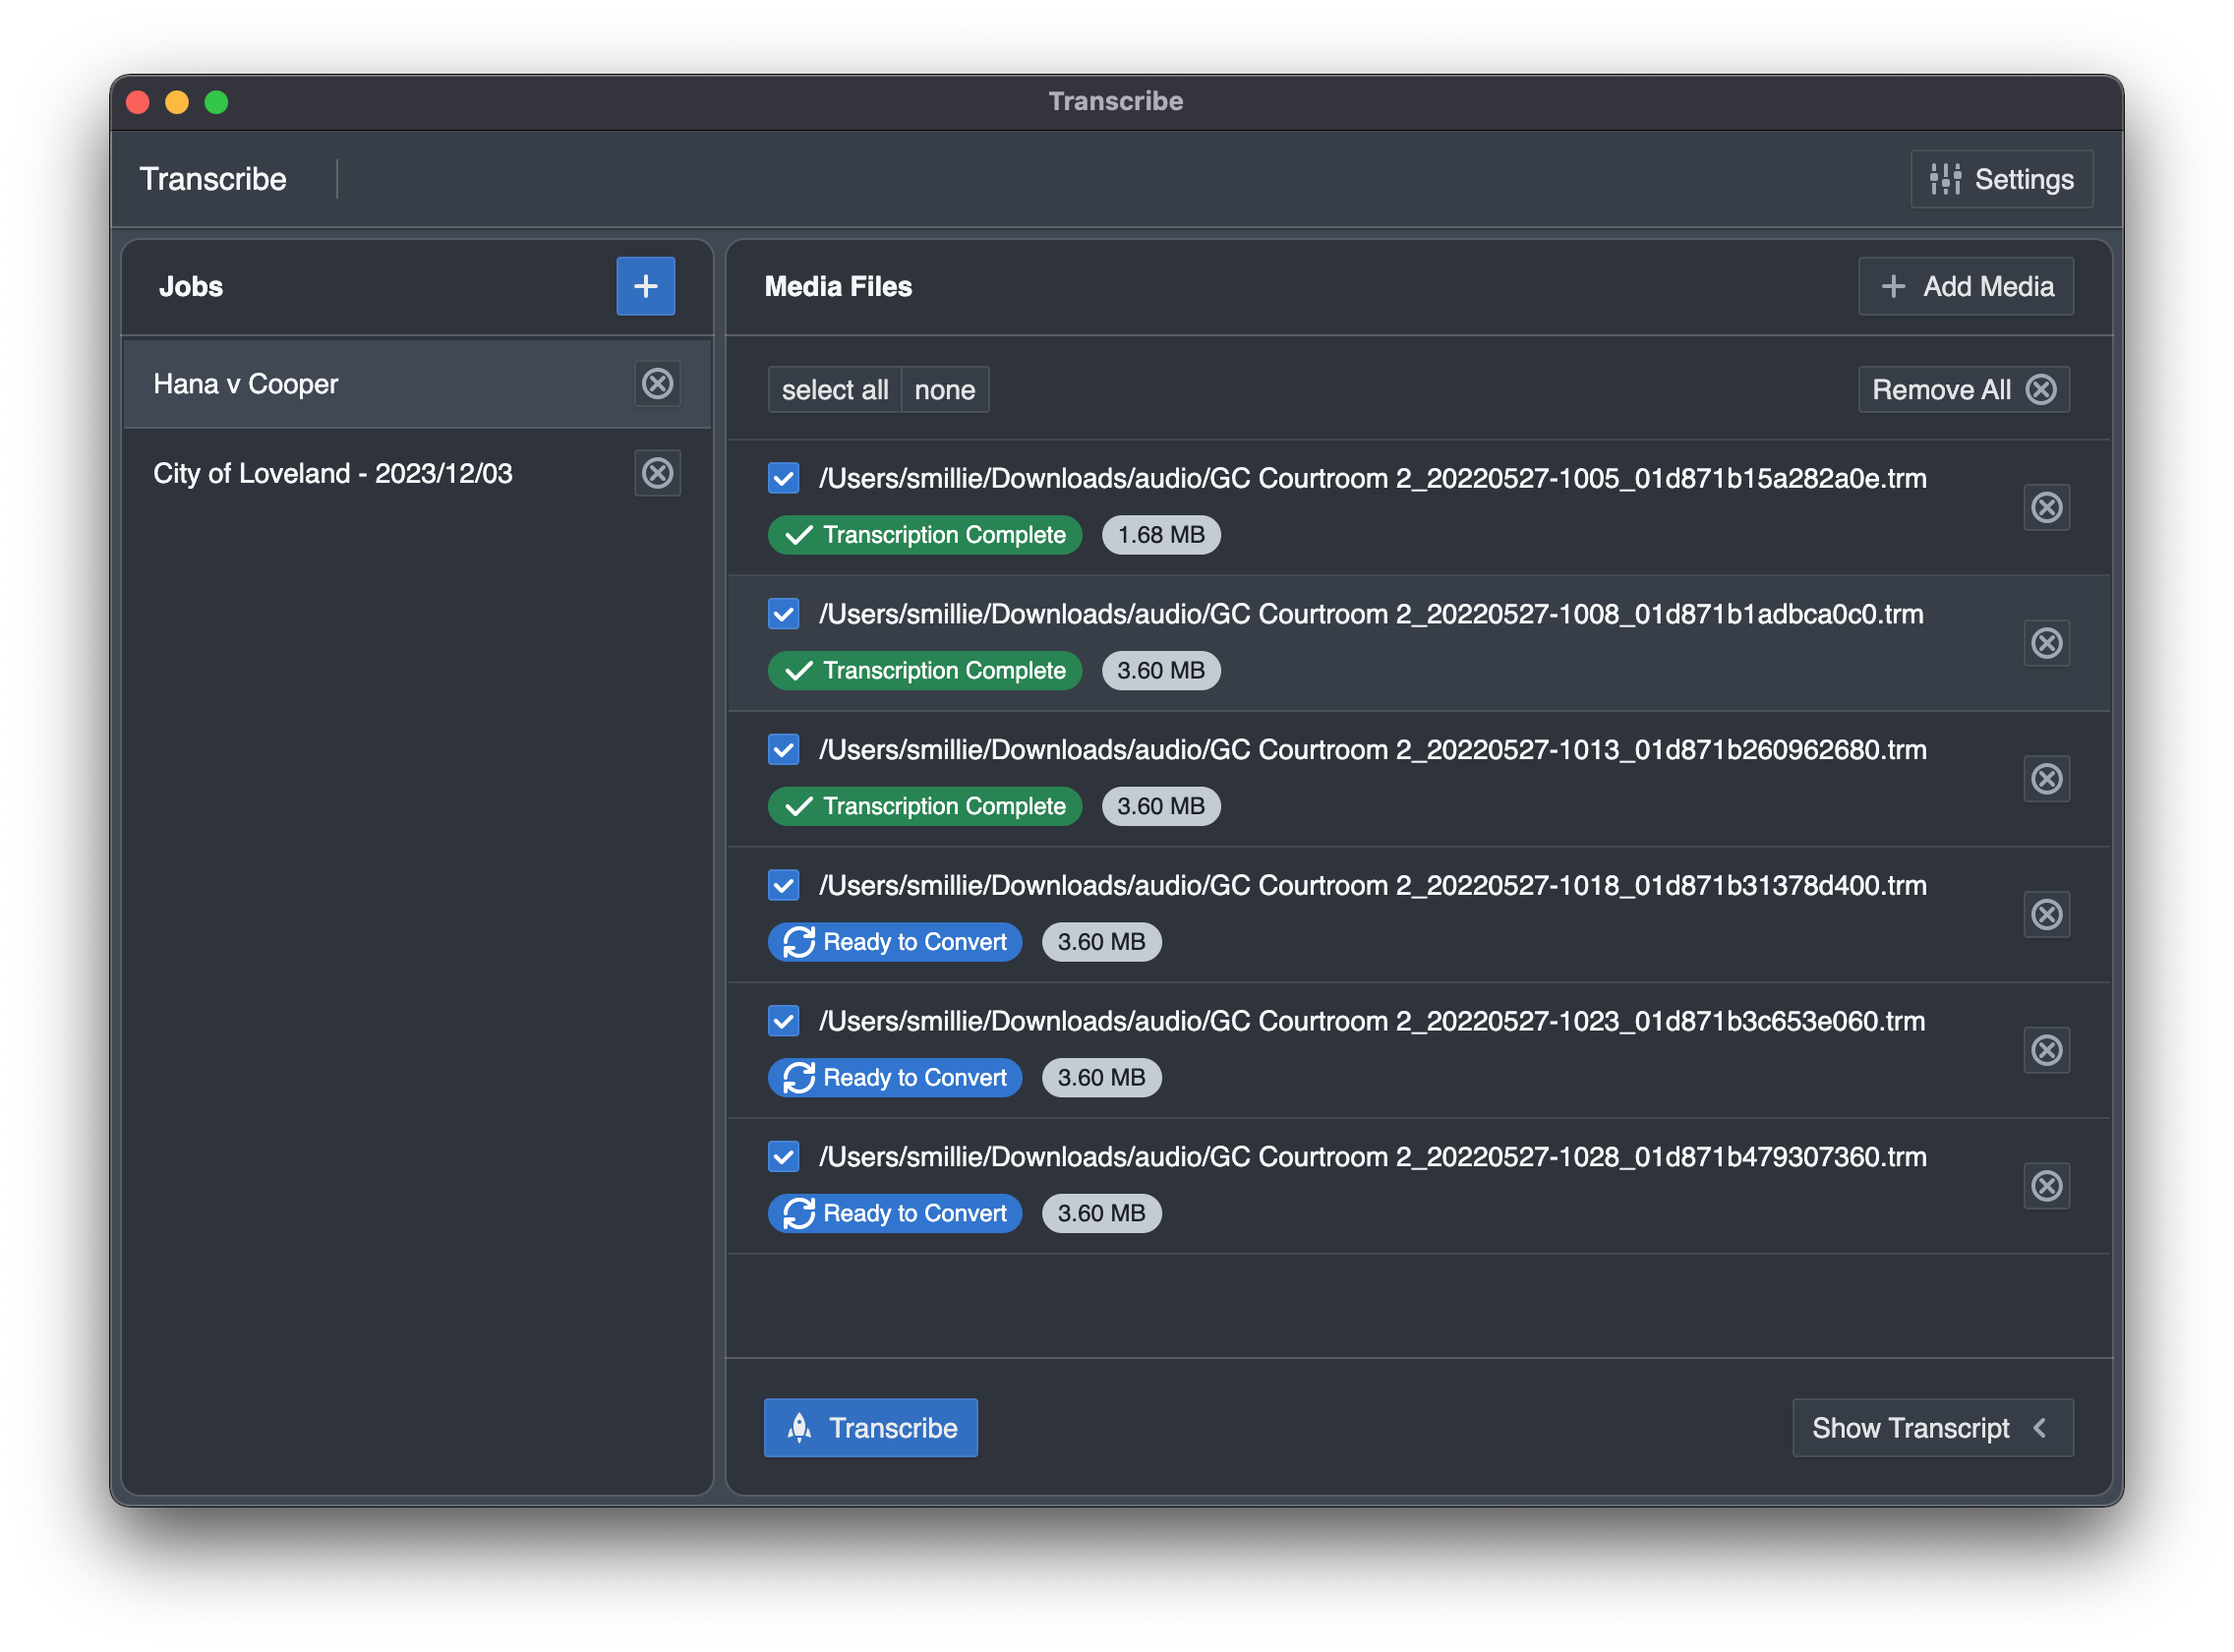 Transcribe
Transcribe
Settings
Jobs
Hana v Cooper
City of Loveland - 2023/12/03
Media Files
Add Media
select all none
Remove All
/Users/smillie/Downloads/audio/GC Courtroom 2_20220527-1005_01d871b15a282a0e.trm
Transcription Complete 1.68 MB
/Users/smillie/Downloads/audio/GC Courtroom 2_20220527-1008_01d871b1adbca0c0.trm
Transcription Complete 3.60 MB
/Users/smillie/Downloads/audio/GC Courtroom 2_20220527-1013_01d871b260962680.trm
Transcription Complete 3.60 MB
/Users/smillie/Downloads/audio/GC Courtroom 2_20220527-1018_01d871b31378d400.trm
Ready to Convert 3.60 MB
/Users/smillie/Downloads/audio/GC Courtroom 2_20220527-1023_01d871b3c653e060.trm
Ready to Convert 3.60 MB
/Users/smillie/Downloads/audio/GC Courtroom 2_20220527-1028_01d871b479307360.trm
Ready to Convert 3.60 MB
Transcribe
Show Transcript